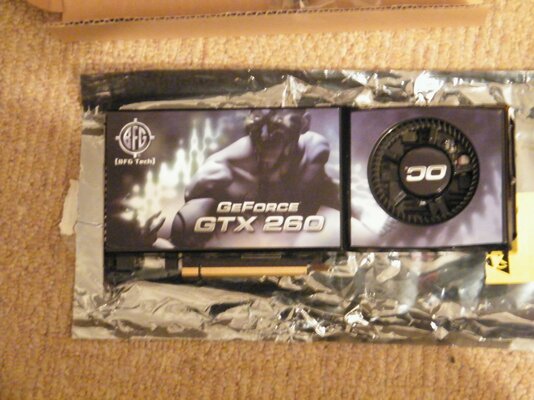 BFG
[BFG Tech]
GEFORCE
GTX 260
OC